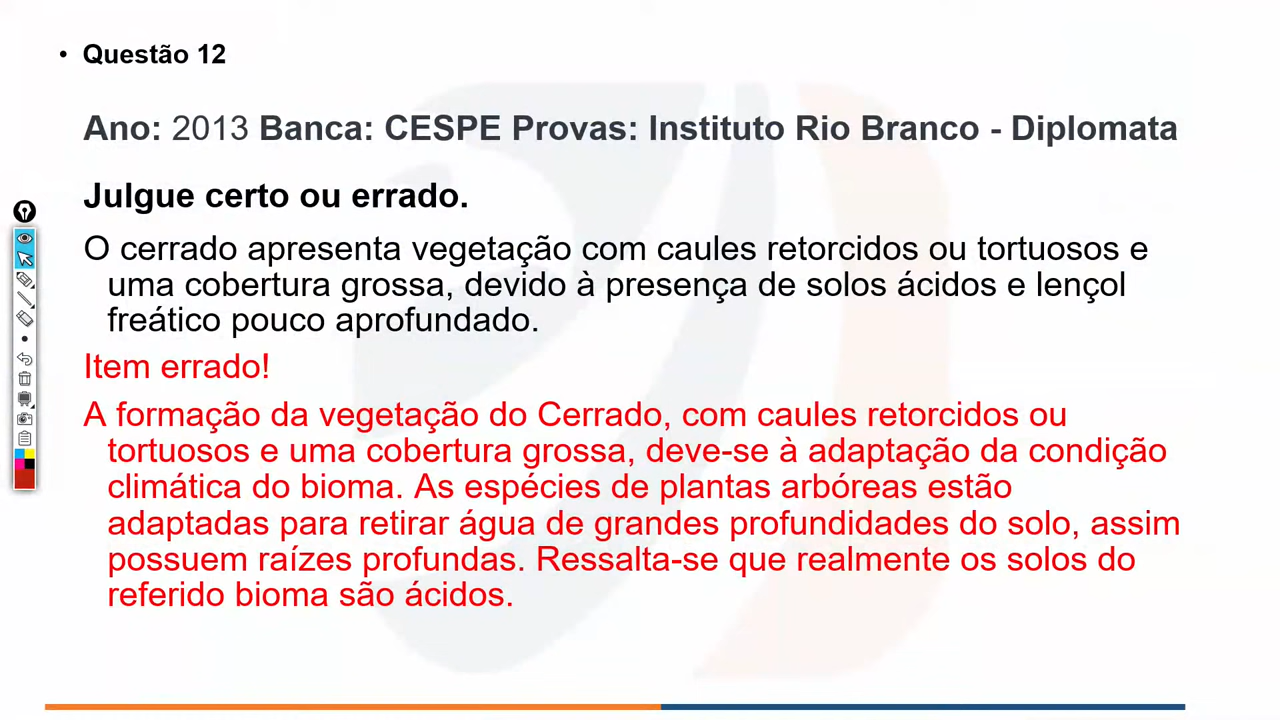 • Questão 12
Ano: 2013 Banca: CESPE Provas: Instituto Rio Branco - Diplomata
Julgue certo ou errado.
O cerrado apresenta vegetação com caules retorcidos ou tortuosos e
uma cobertura grossa, devido à presença de solos ácidos e lençol
freático pouco aprofundado.
Item errado!
A formação da vegetação do Cerrado, com caules retorcidos ou
tortuosos e uma cobertura grossa, deve-se à adaptação da condição
climática do bioma. As espécies de plantas arbóreas estão
adaptadas para retirar água de grandes profundidades do solo, assim
possuem raízes profundas. Ressalta-se que realmente os solos do
referido bioma são ácidos.